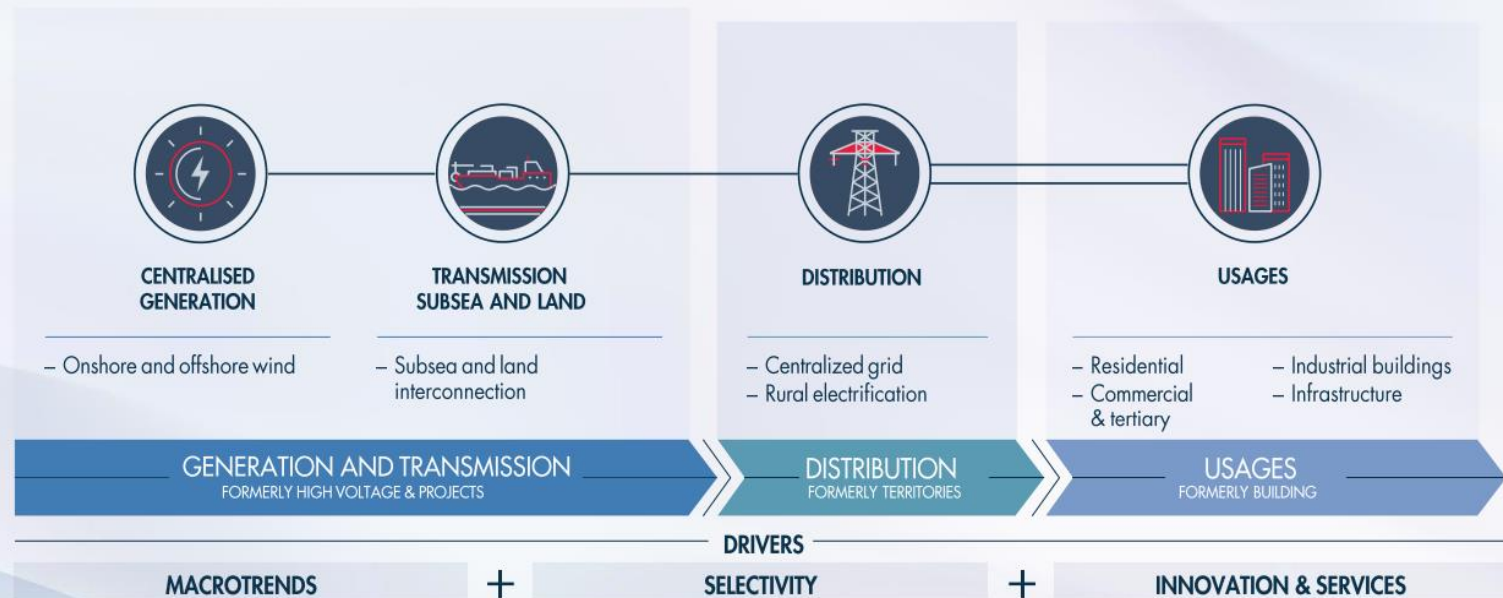 CENTRALISED
GENERATION
– Onshore and offshore wind
TRANSMISSION
SUBSEA AND LAND
– Subsea and land
interconnection
DISTRIBUTION
– Centralized grid
– Rural electrification
USAGES
– Residential
– Commercial
& tertiary
– Industrial buildings
– Infrastructure
GENERATION AND TRANSMISSION
FORMERLY HIGH VOLTAGE & PROJECTS
DISTRIBUTION
FORMERLY TERRITORIES
USAGES
FORMERLY BUILDING
DRIVERS
MACROTRENDS + SELECTIVITY + INNOVATION & SERVICES